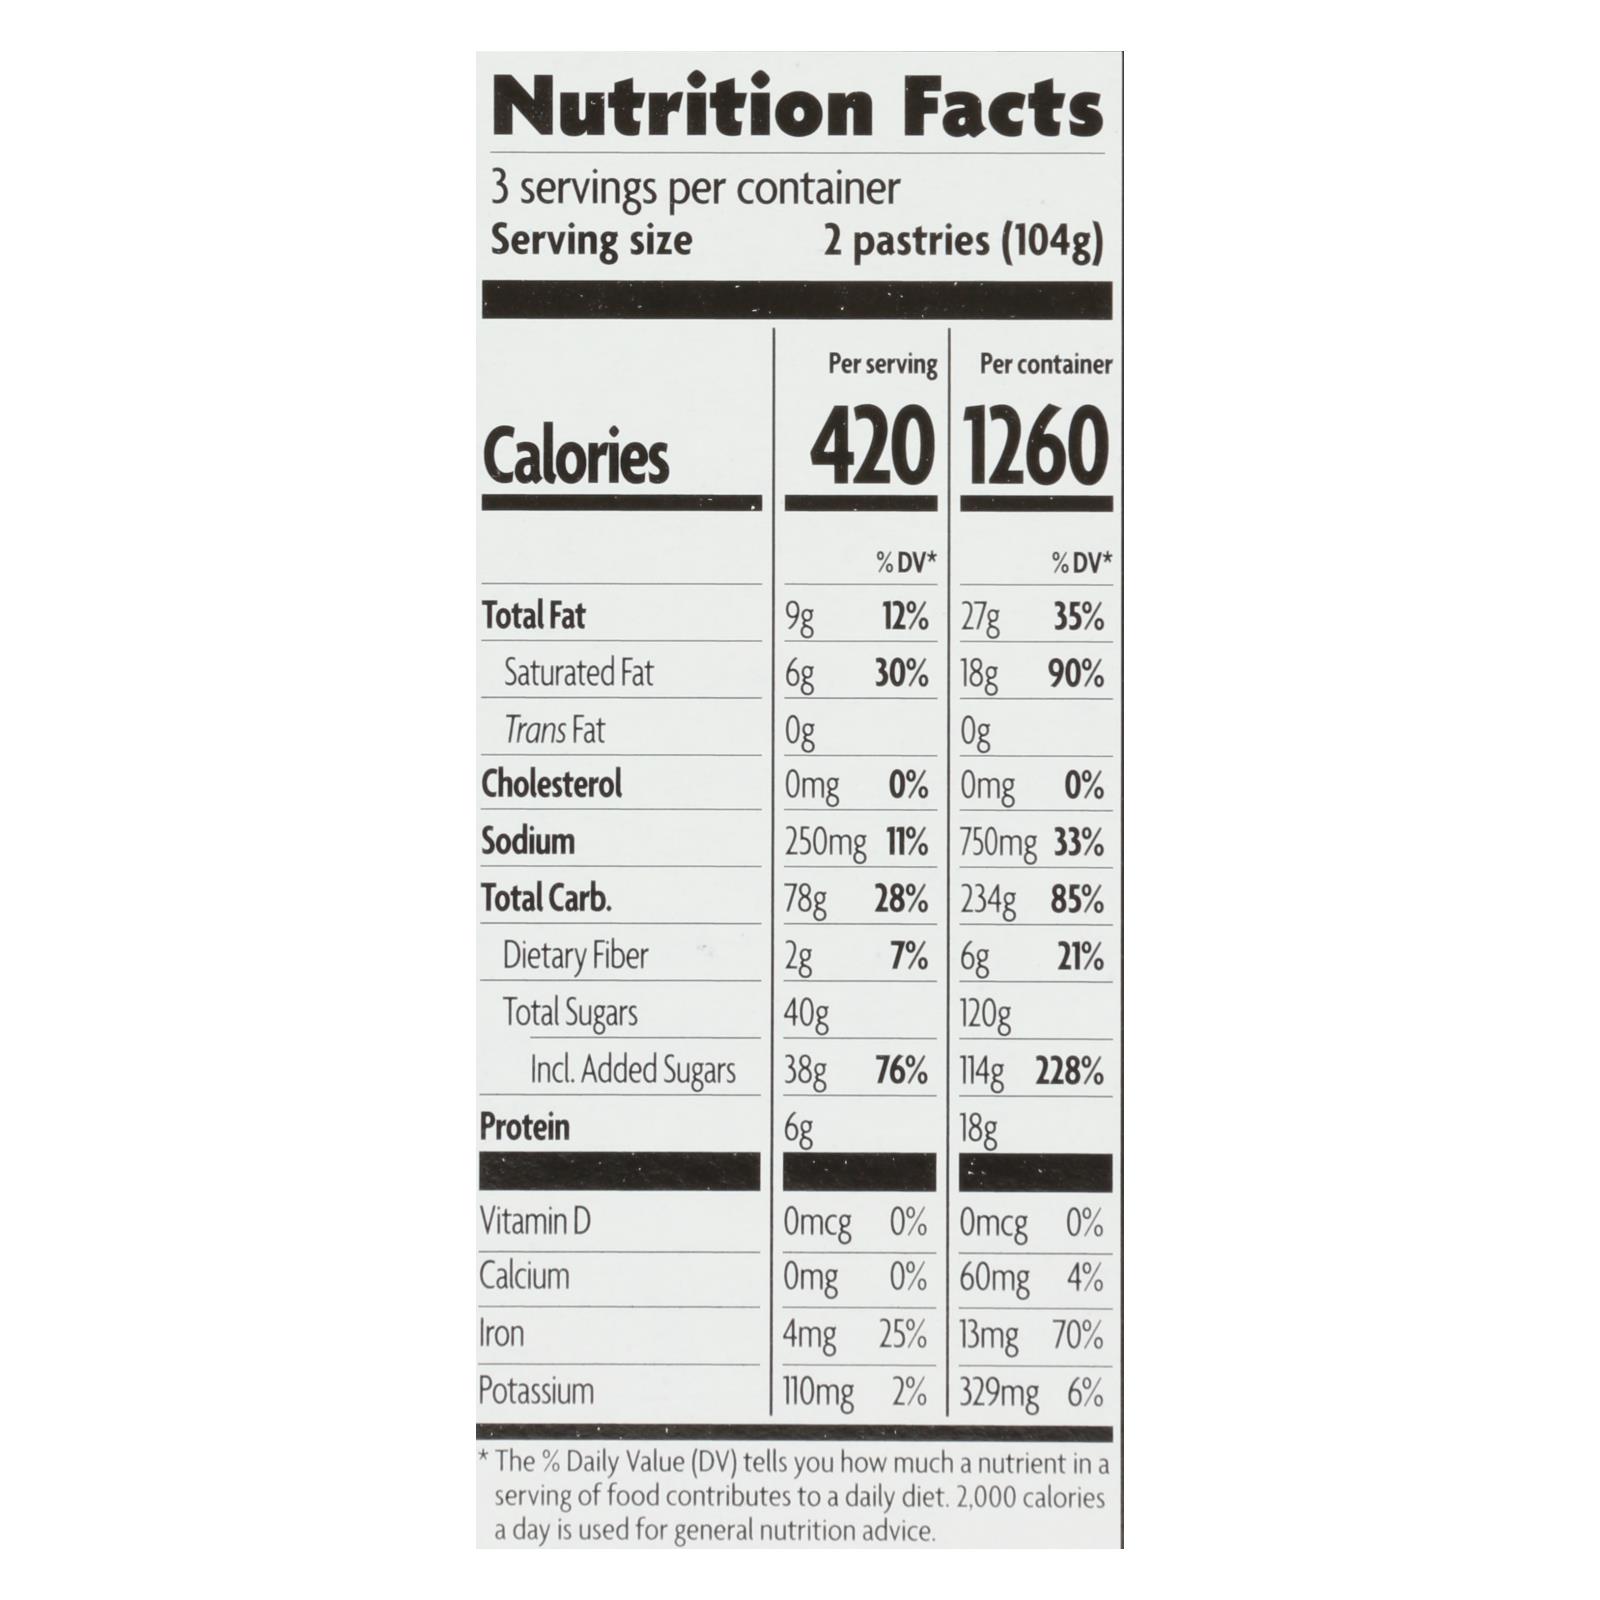 Nutrition Facts
3 servings per container
Serving size 2 pastries (104g)
Per serving Per container
Calories 420 1260
% DV* % DV*
Total Fat 9g 12% 27g 35%
Saturated Fat 6g 30% 18g 90%
Trans Fat 0g 0g
Cholesterol 0mg 0% 0mg 0%
Sodium 250mg 11% 750mg 33%
Total Carb. 78g 28% 234g 85%
Dietary Fiber 2g 7% 6g 21%
Total Sugars 40g 120g
Incl. Added Sugars 38g 76% 114g 228%
Protein 6g 18g
Vitamin D 0mcg 0% 0mcg 0%
Calcium 0mg 0% 60mg 4%
Iron 4mg 25% 13mg 70%
Potassium 110mg 2% 329mg 6%
* The % Daily Value (DV) tells you how much a nutrient in a
serving of food contributes to a daily diet. 2,000 calories
a day is used for general nutrition advice.